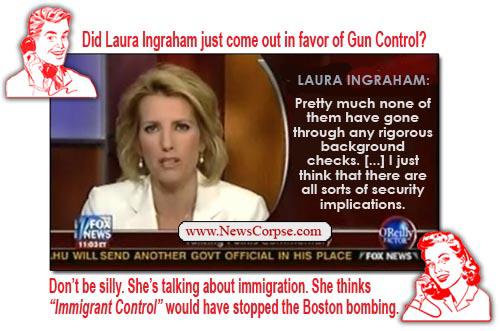 Did Laura Ingraham just come out in favor of Gun Control?
LAURA INGRAHAM:
Pretty much none of
them have gone
through any rigorous
background
checks. [...] I just
think that there are
all sorts of security
implications.
www.NewsCorpse.com
FOX
NEWS
11:03 ET
O'REILLY
FACTOR
HU WILL SEND ANOTHER GOVT OFFICIAL IN HIS PLACE / FOX NEWS
Don't be silly. She's talking about immigration. She thinks
"Immigrant Control" would have stopped the Boston bombing.